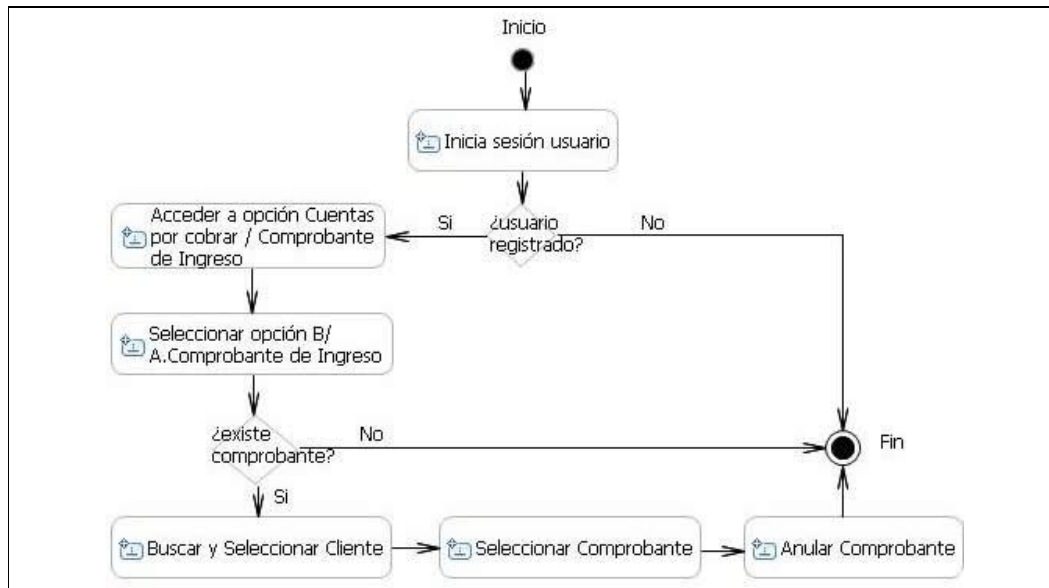 Inicio
Inicia sesión usuario
Acceder a opción Cuentas
por cobrar / Comprobante
de Ingreso
Si
¿usuario
registrado?
No
Seleccionar opción B/
A.Comprobante de Ingreso
¿existe
comprobante?
No
Fin
Si
Buscar y Seleccionar Cliente
Seleccionar Comprobante
Anular Comprobante